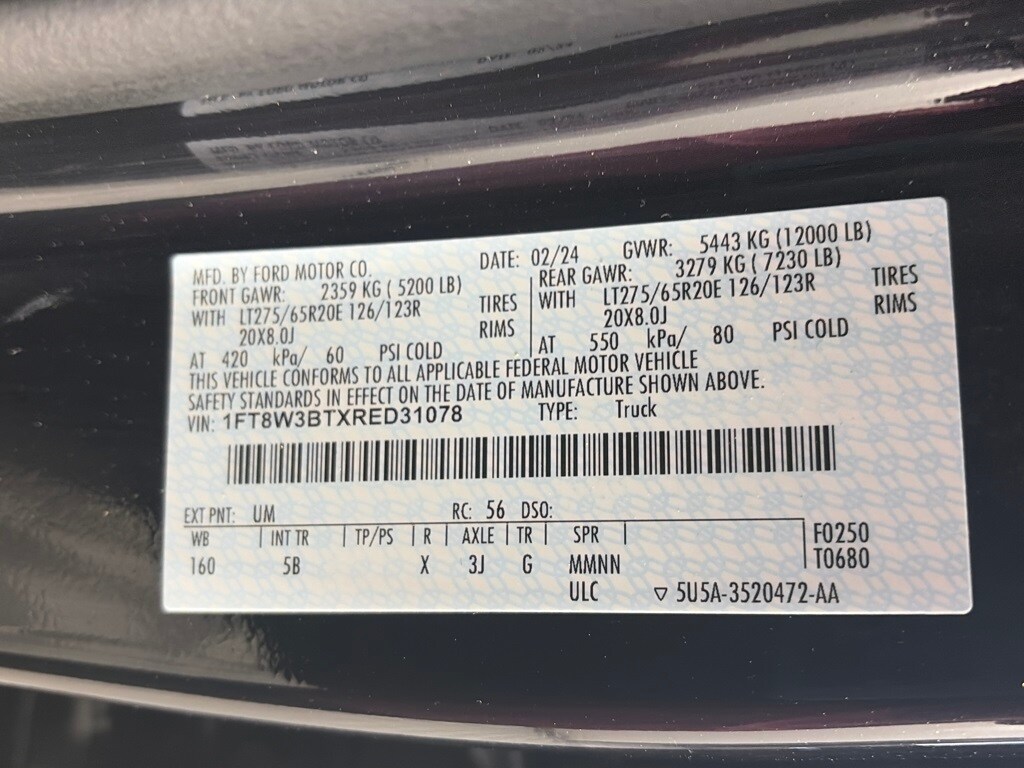 MFD. BY FORD MOTOR CO. DATE: 02/24 GVWR: 5443 KG (12000 LB)
FRONT GAWR: 2359 KG ( 5200 LB) REAR GAWR: 3279 KG ( 7230 LB)
WITH LT275/65R20E 126/123R TIRES WITH LT275/65R20E 126/123R TIRES
20X8.0J RIMS 20X8.0J RIMS
AT 420 kPa/ 60 PSI COLD AT 550 kPa/ 80 PSI COLD
THIS VEHICLE CONFORMS TO ALL APPLICABLE FEDERAL MOTOR VEHICLE
SAFETY STANDARDS IN EFFECT ON THE DATE OF MANUFACTURE SHOWN ABOVE.
VIN: 1FT8W3BTXRED31078 TYPE: Truck
EXT PNT: UM RC: 56 DSO:
WB INT TR TP/PS R AXLE TR SPR F0250
160 5B X 3J G MMNN T0680
ULC ▽ 5U5A-3520472-AA